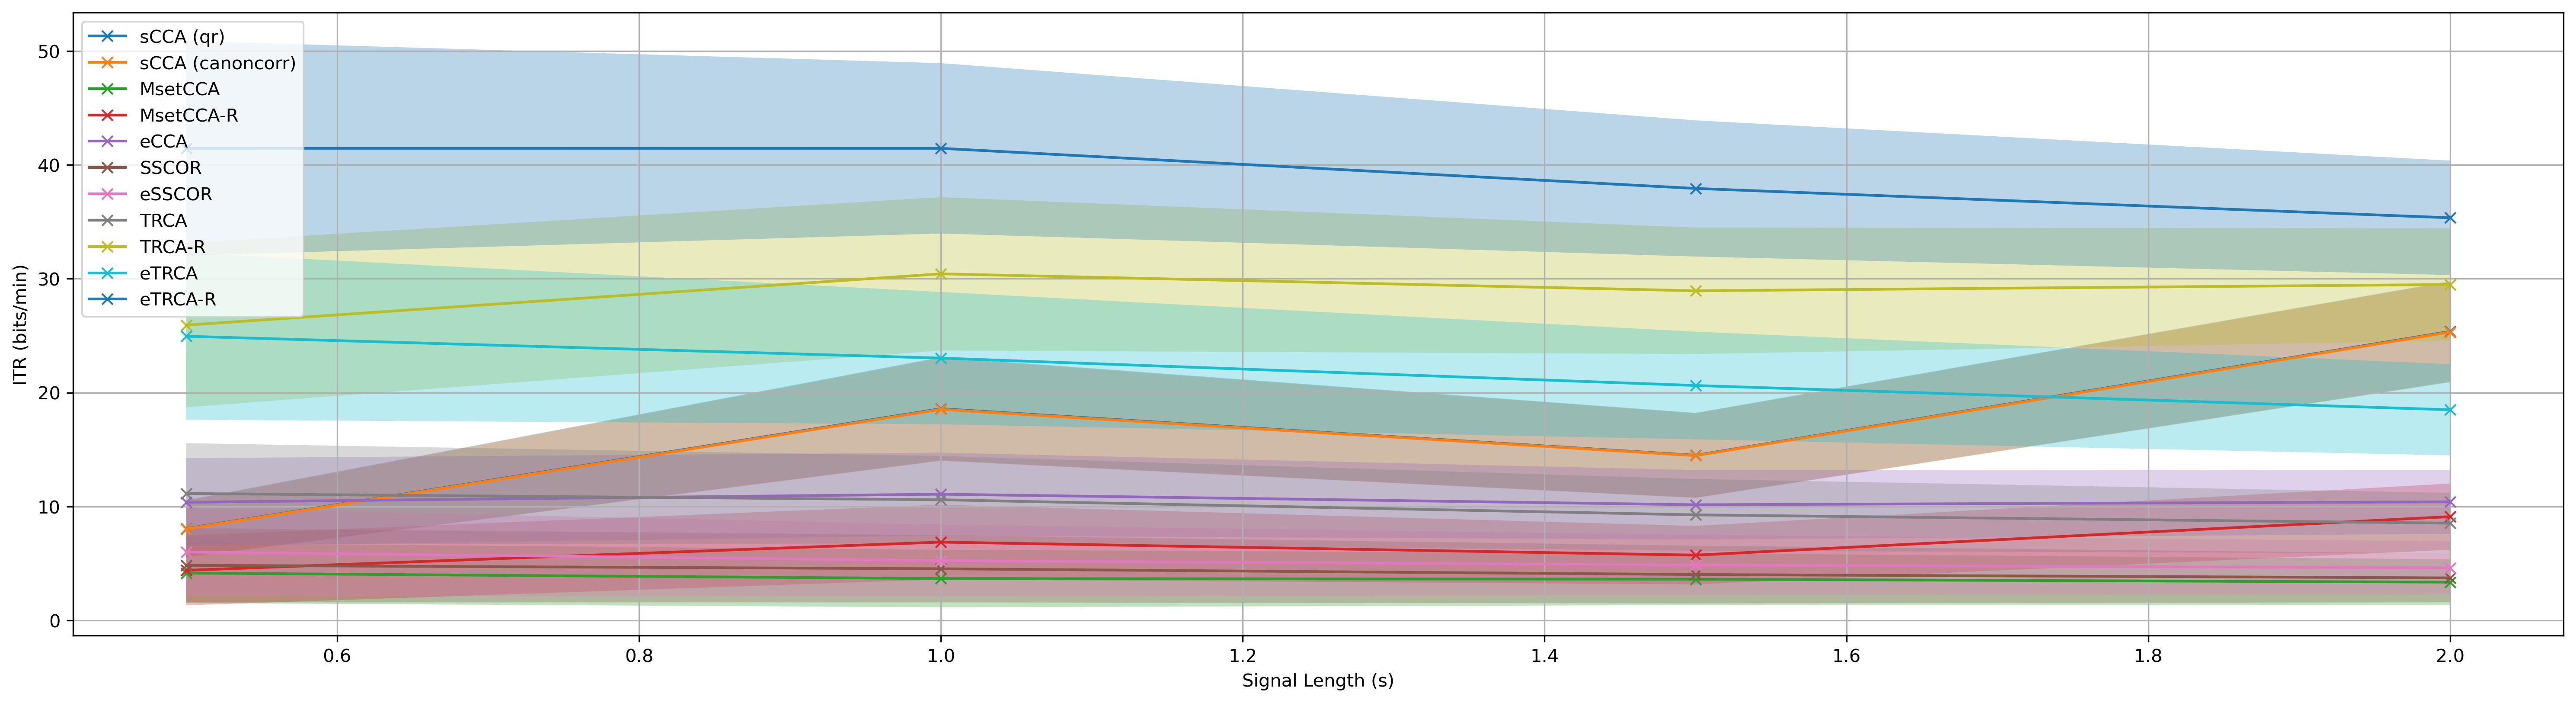 sCCA (qr)
sCCA (canoncorr)
MsetCCA
MsetCCA-R
eCCA
SSCOR
eSSCOR
TRCA
TRCA-R
eTRCA
eTRCA-R
50
40
30
20
10
0
ITR (bits/min)
0.6 0.8 1.0 1.2 1.4 1.6 1.8 2.0
Signal Length (s)